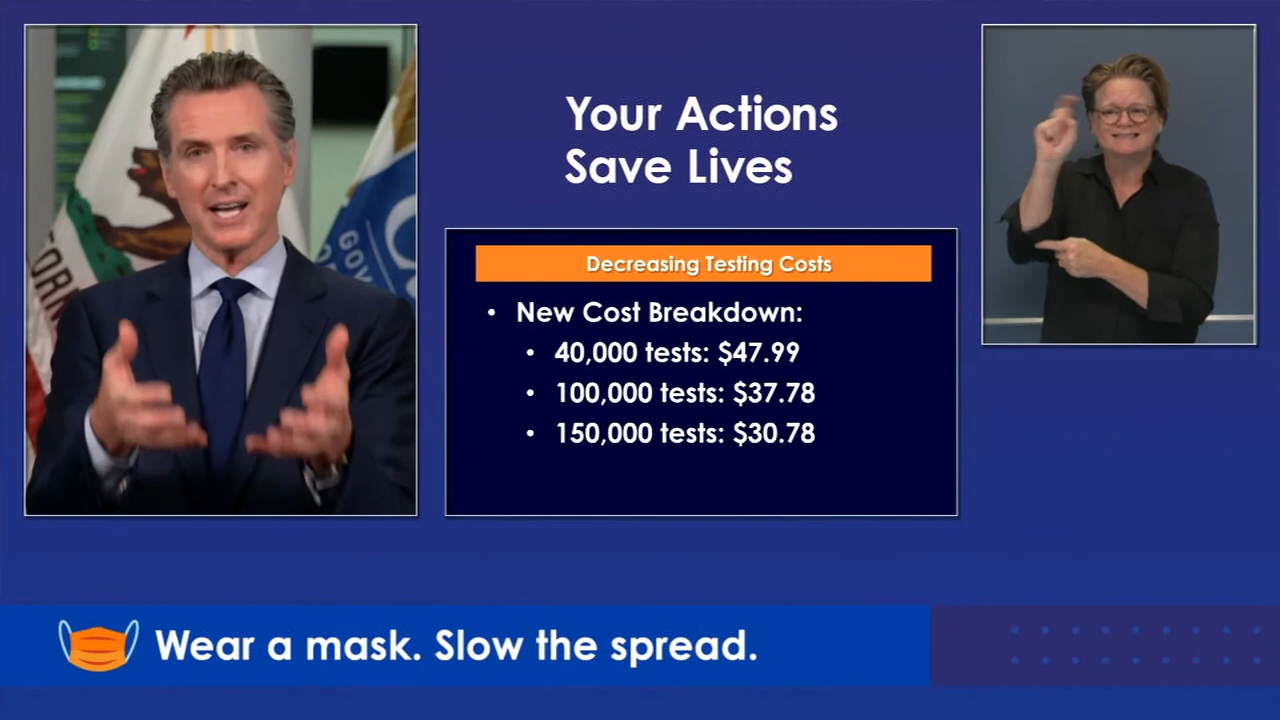 Your Actions
Save Lives
Decreasing Testing Costs
• New Cost Breakdown:
• 40,000 tests: $47.99
• 100,000 tests: $37.78
• 150,000 tests: $30.78
Wear a mask. Slow the spread.